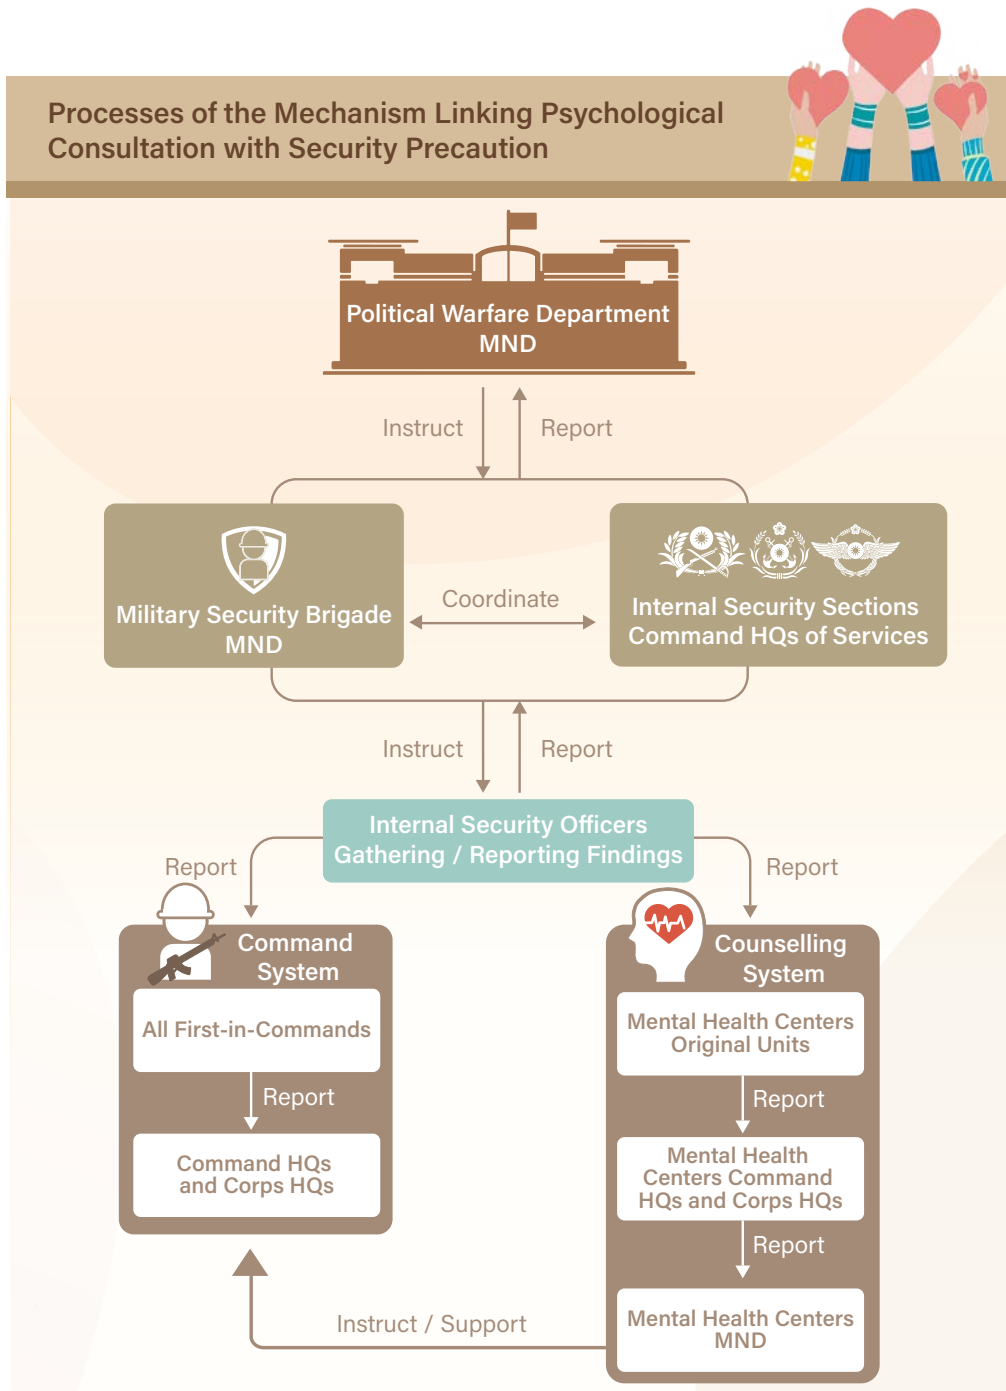 Processes of the Mechanism Linking Psychological
Consultation with Security Precaution
Political Warfare Department
MND
Instruct
Report
Military Security Brigade
MND
Coordinate
Internal Security Sections
Command HQs of Services
Instruct
Report
Internal Security Officers
Gathering / Reporting Findings
Report
Report
Command
System
All First-in-Commands
Report
Command HQs
and Corps HQs
Counselling
System
Mental Health Centers
Original Units
Report
Mental Health
Centers Command
HQs and Corps HQs
Report
Mental Health Centers
MND
Instruct / Support